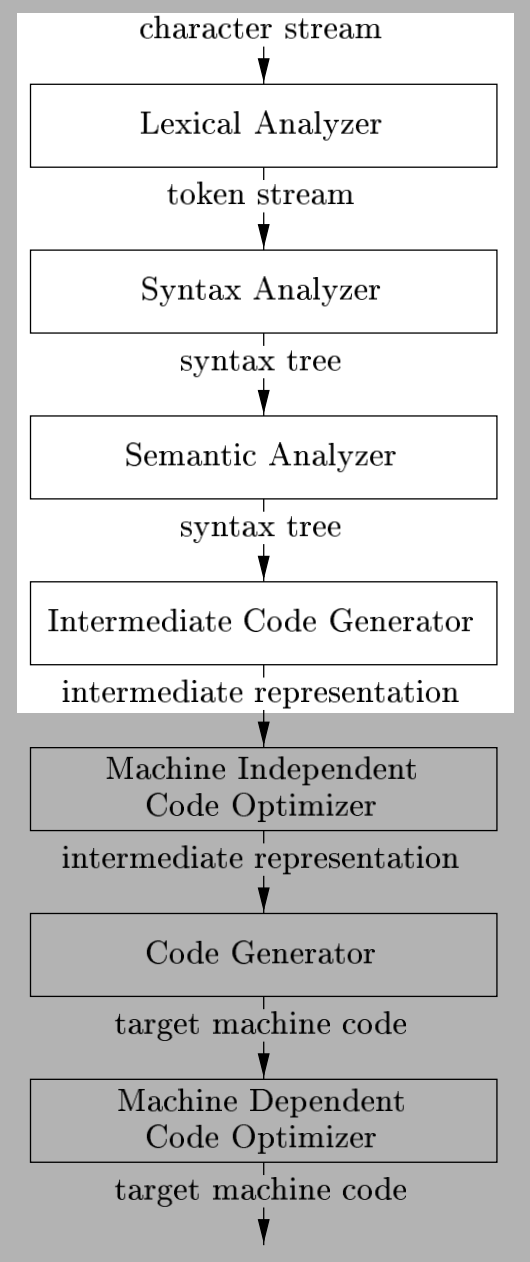 character stream
Lexical Analyzer
token stream
Syntax Analyzer
syntax tree
Semantic Analyzer
syntax tree
Intermediate Code Generator
intermediate representation
Machine Independent
Code Optimizer
intermediate representation
Code Generator
target machine code
Machine Dependent
Code Optimizer
target machine code